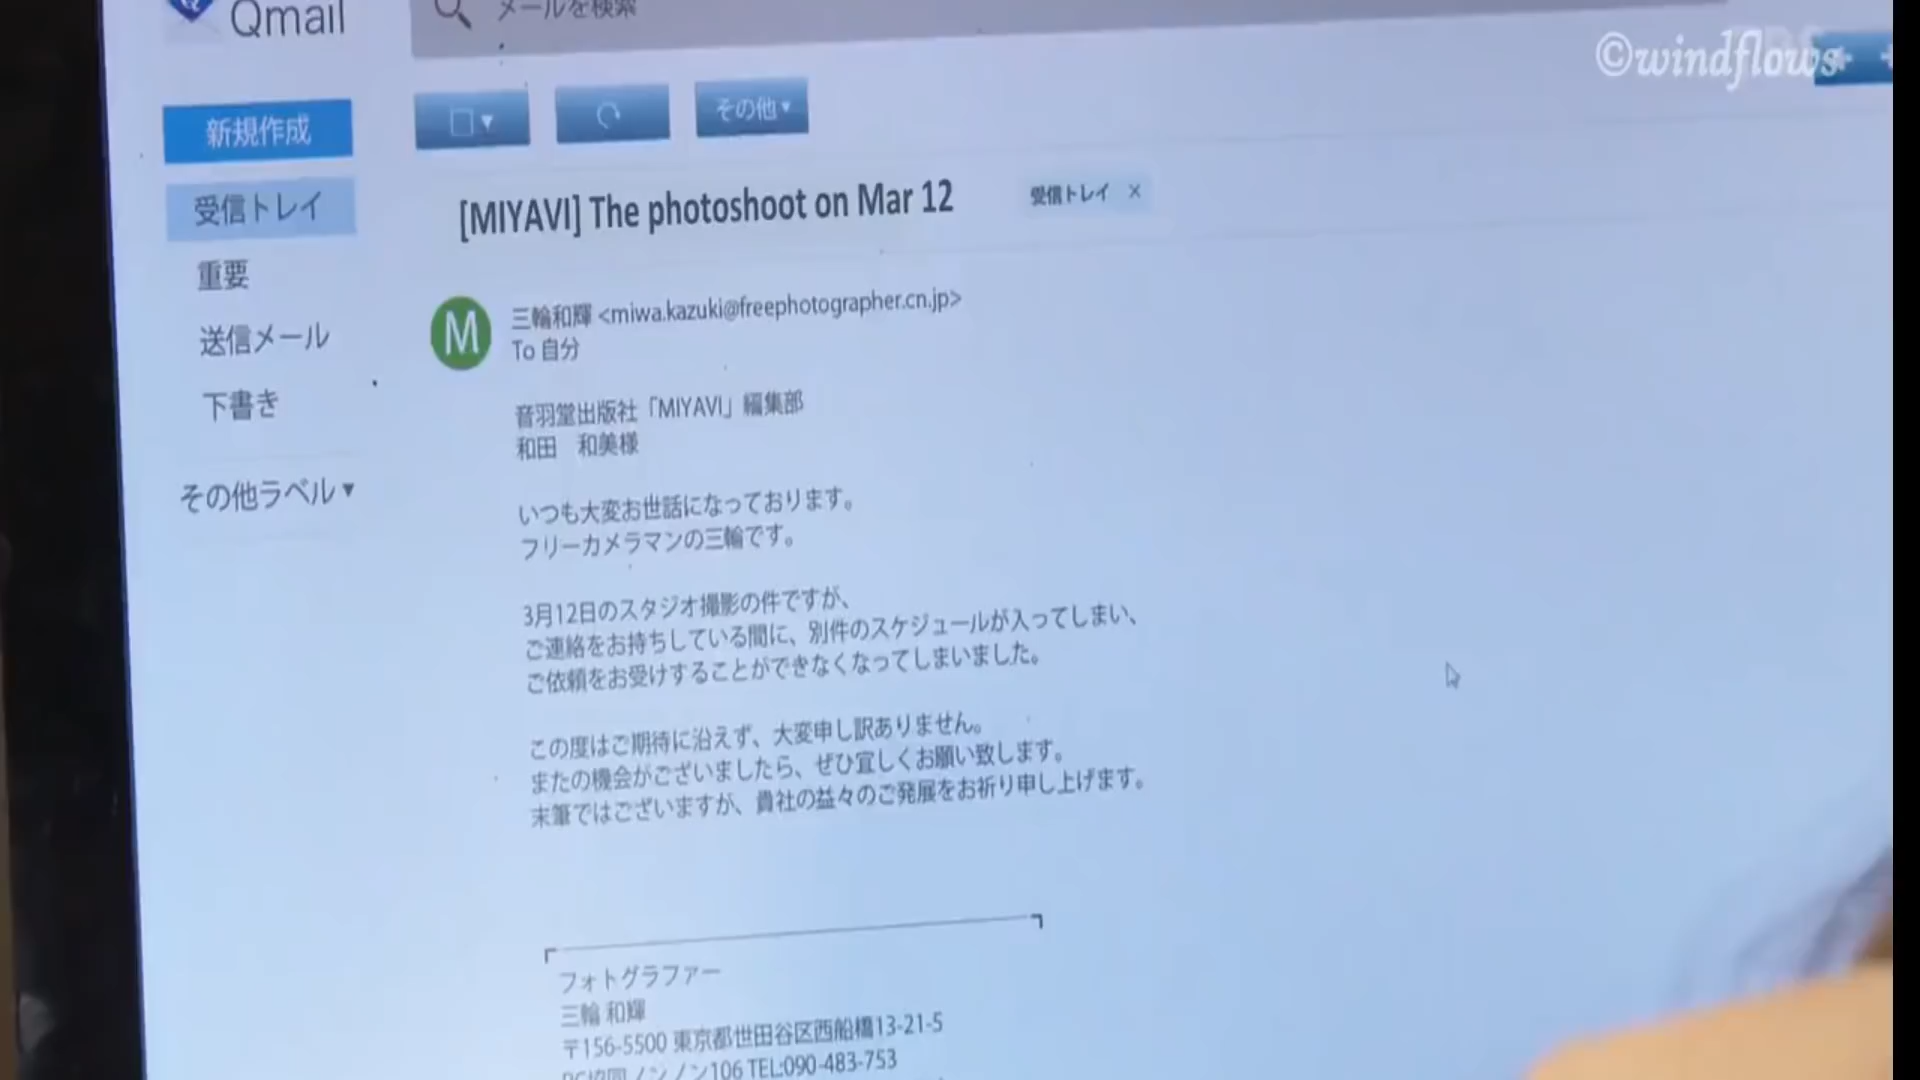 Qmail
メールを検索
©windflows
新規作成
その他▼
受信トレイ
[MIYAVI] The photoshoot on Mar 12
受信トレイ ×
重要
三輪和輝 <miwa.kazuki@freephotographer.cn.jp>
To 自分
送信メール
下書き
音羽堂出版社「MIYAVI」編集部
和田　和美様
その他ラベル▼
いつも大変お世話になっております。
フリーカメラマンの三輪です。
3月12日のスタジオ撮影の件ですが、
ご連絡をお持ちしている間に、別件のスケジュールが入ってしまい、
ご依頼をお受けすることができなくなってしまいました。
この度はご期待に沿えず、大変申し訳ありません。
またの機会がございましたら、ぜひ宜しくお願い致します。
末筆ではございますが、貴社の益々のご発展をお祈り申し上げます。
フォトグラファー
三輪 和輝
〒156-5500 東京都世田谷区西船橋13-21-5
ノンノン106 TEL:090-483-753